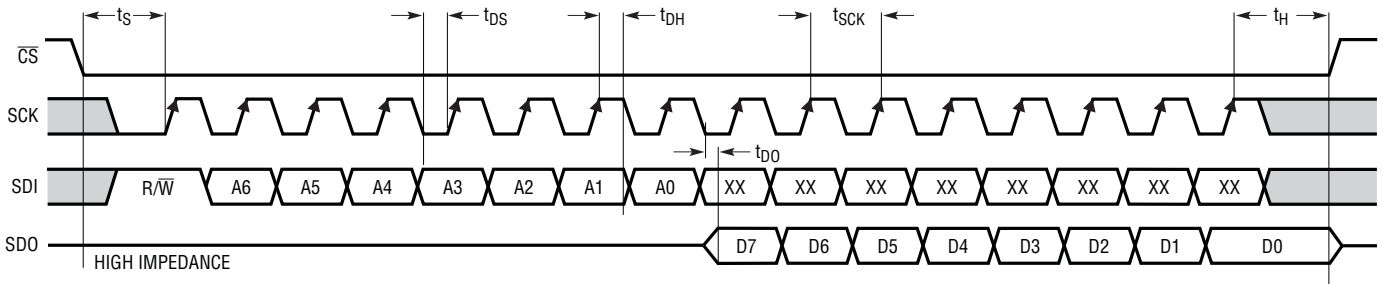 tS tDS tDH tSCK tH
CS
SCK
tDO
SDI R/W A6 A5 A4 A3 A2 A1 A0 XX XX XX XX XX XX XX XX
SDO D7 D6 D5 D4 D3 D2 D1 D0
HIGH IMPEDANCE